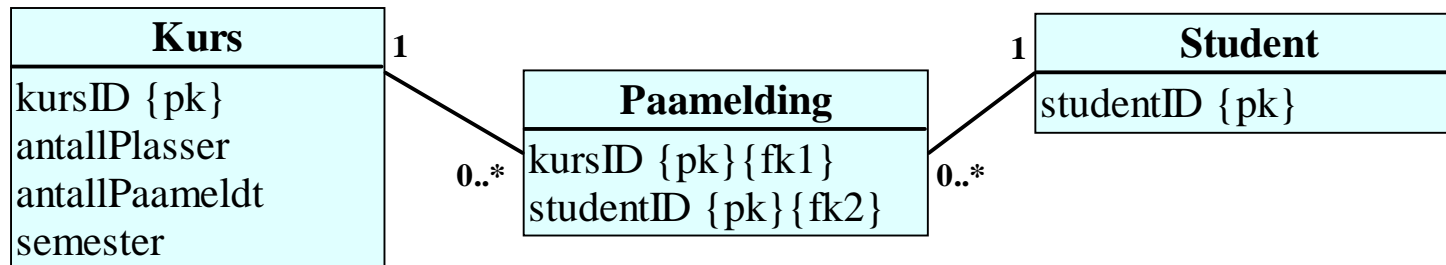 Kurs
kursID {pk}
antallPlasser
antallPaameldt
semester
1
0..*
Paamelding
kursID {pk}{fk1}
studentID {pk}{fk2}
0..*
1
Student
studentID {pk}